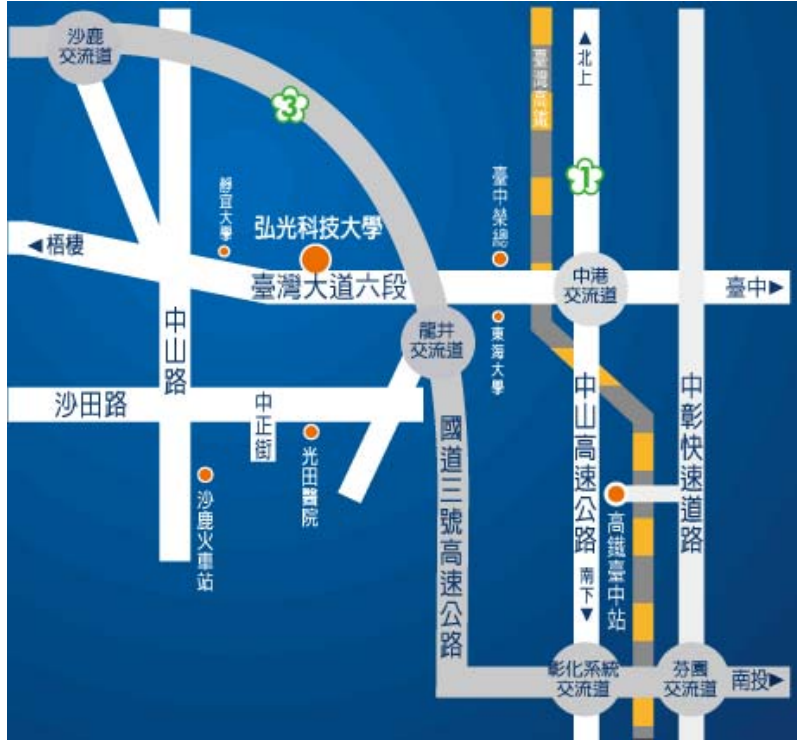 沙鹿
交流道
3
臺灣高鐵
▲北上
1
靜宜大學
弘光科技大學
臺中榮總
◀梧棲
臺灣大道六段
中港
交流道
臺中▶
中山路
龍井
交流道
東海大學
沙田路
中正街
光田醫院
沙鹿火車站
國道三號高速公路
中山高速公路
南下▼
中彰快速道路
高鐵臺中站
彰化系統
交流道
芬園
交流道
南投▶